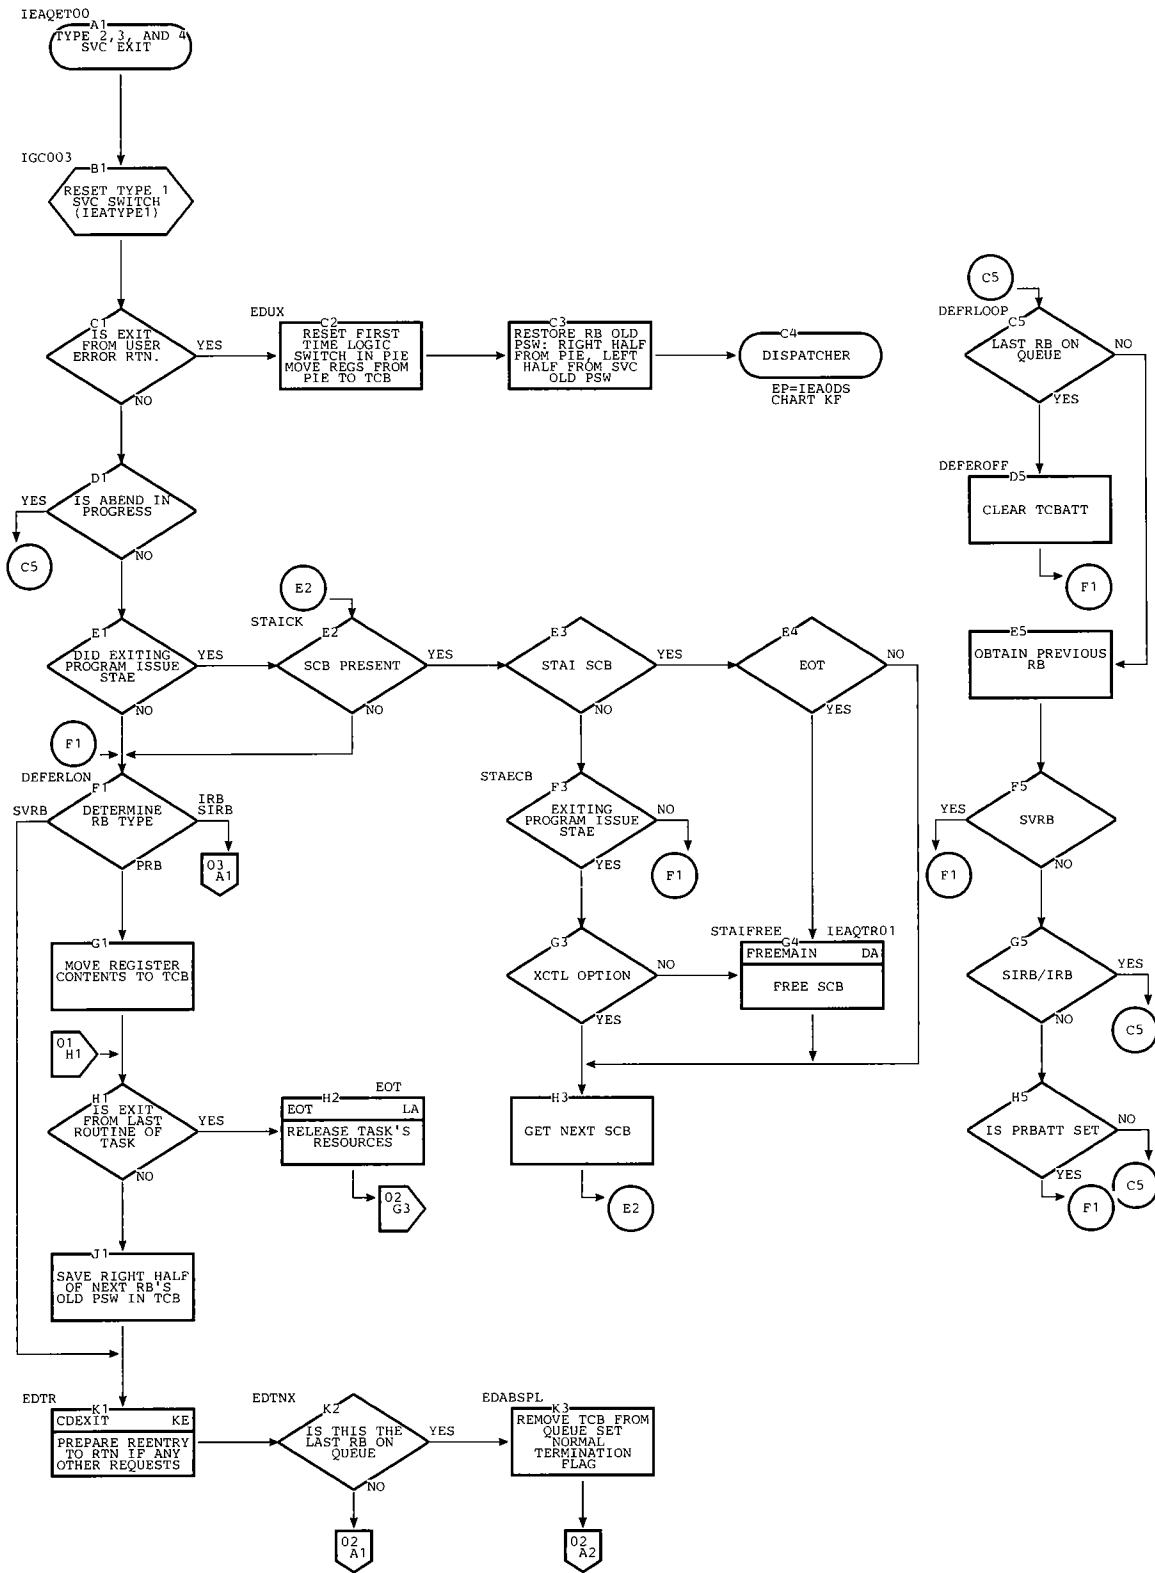 IEAQET00
A1
TYPE 2,3, AND 4
SVC EXIT
IGC003
B1
RESET TYPE 1
SVC SWITCH
(IEATYPE1)
C1
IS EXIT
FROM USER
ERROR RTN.
YES
NO
EDUX
C2
RESET FIRST
TIME LOGIC
SWITCH IN PIE
MOVE REGS FROM
PIE TO TCB
C3
RESTORE RB OLD
PSW: RIGHT HALF
FROM PIE, LEFT
HALF FROM SVC
OLD PSW
C4
DISPATCHER
EP=IEA0DS
CHART KF
C5
DEFRLOOP
C5
LAST RB ON
QUEUE
NO
YES
D1
IS ABEND IN
PROGRESS
YES
NO
C5
DEFEROFF
D5
CLEAR TCBATT
F1
E1
DID EXITING
PROGRAM ISSUE
STAE
YES
NO
E2
STAICK
E2
SCB PRESENT
YES
NO
E3
STAI SCB
YES
NO
E4
EOT
NO
YES
E5
OBTAIN PREVIOUS
RB
F1
DEFERLON
F1
DETERMINE
RB TYPE
SVRB
IRB
SIRB
PRB
03
A1
STAECB
F3
EXITING
PROGRAM ISSUE
STAE
NO
YES
F1
F5
SVRB
YES
NO
F1
G1
MOVE REGISTER
CONTENTS TO TCB
G3
XCTL OPTION
NO
YES
STAIFREE
IEAQTR01
G4
FREEMAIN DA
FREE SCB
G5
SIRB/IRB
YES
NO
C5
01
H1
H1
IS EXIT
FROM LAST
ROUTINE OF
TASK
YES
NO
EOT
H2
EOT LA
RELEASE TASK'S
RESOURCES
02
G3
H3
GET NEXT SCB
E2
H5
IS PRBATT SET
NO
YES
C5
F1
J1
SAVE RIGHT HALF
OF NEXT RB'S
OLD PSW IN TCB
EDTR
K1
CDEXIT KE
PREPARE REENTRY
TO RTN IF ANY
OTHER REQUESTS
EDTNX
K2
IS THIS THE
LAST RB ON
QUEUE
YES
NO
02
A1
EDABSPL
K3
REMOVE TCB FROM
QUEUE SET
NORMAL
TERMINATION
FLAG
02
A2